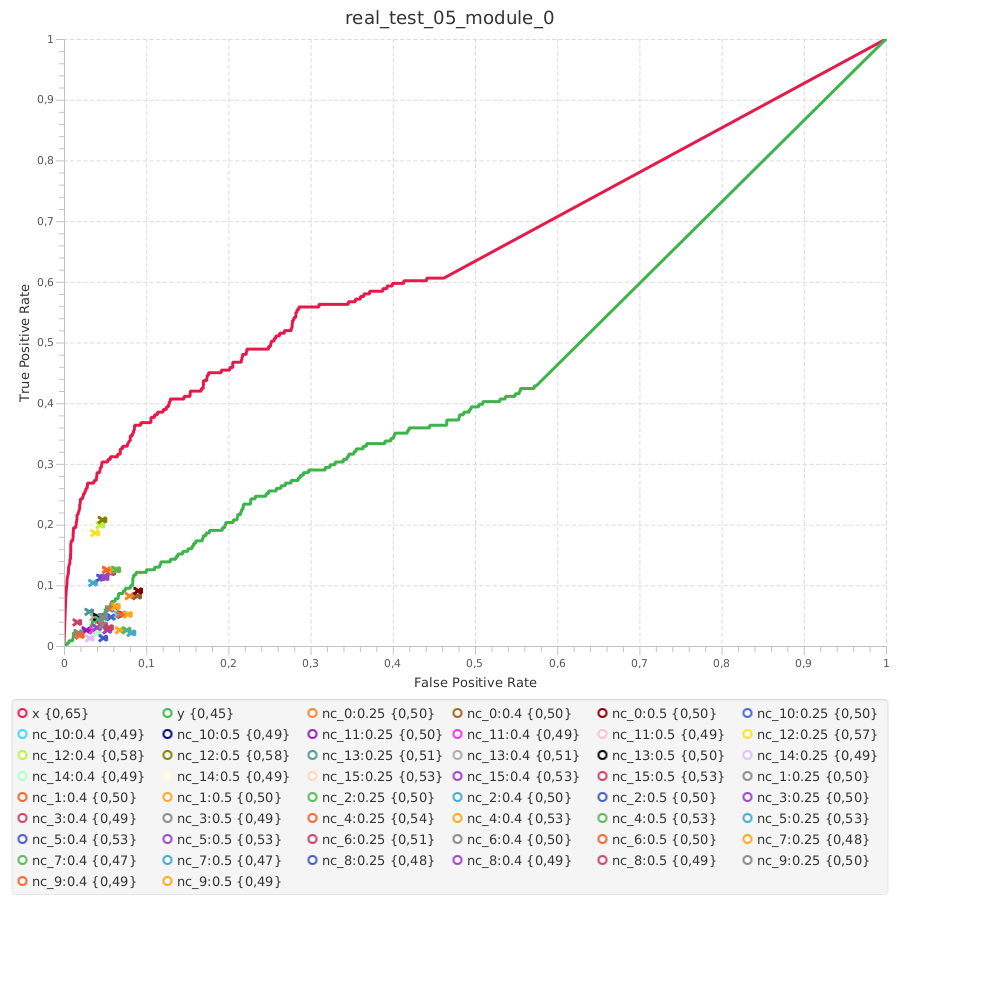 real_test_05_module_0
1
0,9
0,8
0,7
0,6
0,5
0,4
0,3
0,2
0,1
0
True Positive Rate
0 0,1 0,2 0,3 0,4 0,5 0,6 0,7 0,8 0,9 1
False Positive Rate
x {0,65} y {0,45} nc_0:0.25 {0,50} nc_0:0.4 {0,50} nc_0:0.5 {0,50} nc_10:0.25 {0,50}
nc_10:0.4 {0,49} nc_10:0.5 {0,49} nc_11:0.25 {0,50} nc_11:0.4 {0,49} nc_11:0.5 {0,49} nc_12:0.25 {0,57}
nc_12:0.4 {0,58} nc_12:0.5 {0,58} nc_13:0.25 {0,51} nc_13:0.4 {0,51} nc_13:0.5 {0,50} nc_14:0.25 {0,49}
nc_14:0.4 {0,49} nc_14:0.5 {0,49} nc_15:0.25 {0,53} nc_15:0.4 {0,53} nc_15:0.5 {0,53} nc_1:0.25 {0,50}
nc_1:0.4 {0,50} nc_1:0.5 {0,50} nc_2:0.25 {0,50} nc_2:0.4 {0,50} nc_2:0.5 {0,50} nc_3:0.25 {0,50}
nc_3:0.4 {0,49} nc_3:0.5 {0,49} nc_4:0.25 {0,54} nc_4:0.4 {0,53} nc_4:0.5 {0,53} nc_5:0.25 {0,53}
nc_5:0.4 {0,53} nc_5:0.5 {0,53} nc_6:0.25 {0,51} nc_6:0.4 {0,50} nc_6:0.5 {0,50} nc_7:0.25 {0,48}
nc_7:0.4 {0,47} nc_7:0.5 {0,47} nc_8:0.25 {0,48} nc_8:0.4 {0,49} nc_8:0.5 {0,49} nc_9:0.25 {0,50}
nc_9:0.4 {0,49} nc_9:0.5 {0,49}